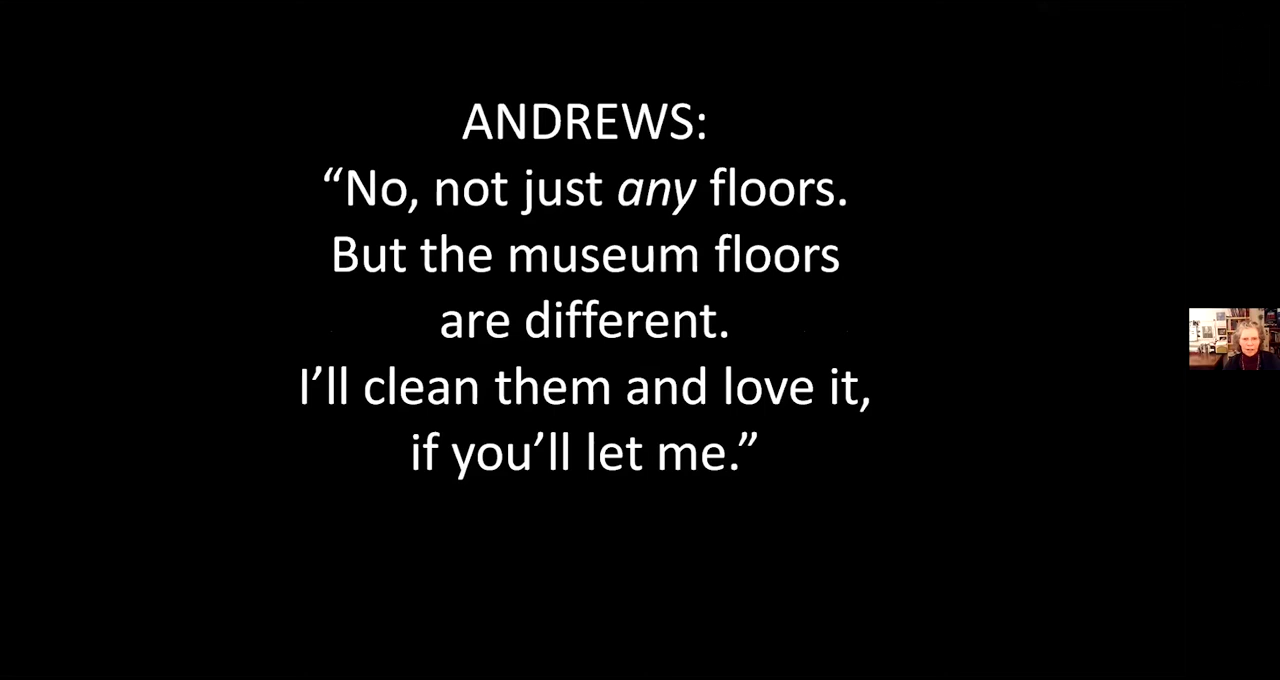 ANDREWS:
“No, not just any floors.
But the museum floors
are different.
I’ll clean them and love it,
if you’ll let me.”